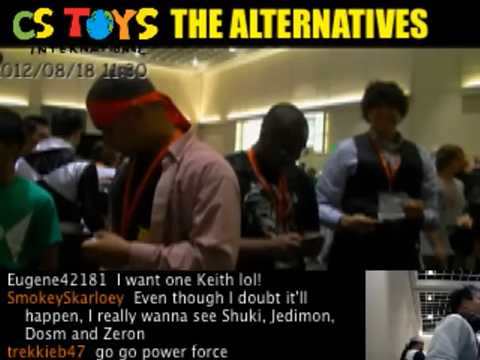 CS TOYS THE ALTERNATIVES
INTERNATIONAL
2012/08/18 11:30
Eugene42181 I want one Keith lol!
SmokeySkarloey Even though I doubt it'll
happen, I really wanna see Shuki, Jedimon,
Dosm and Zeron
trekkieb47 go go power force